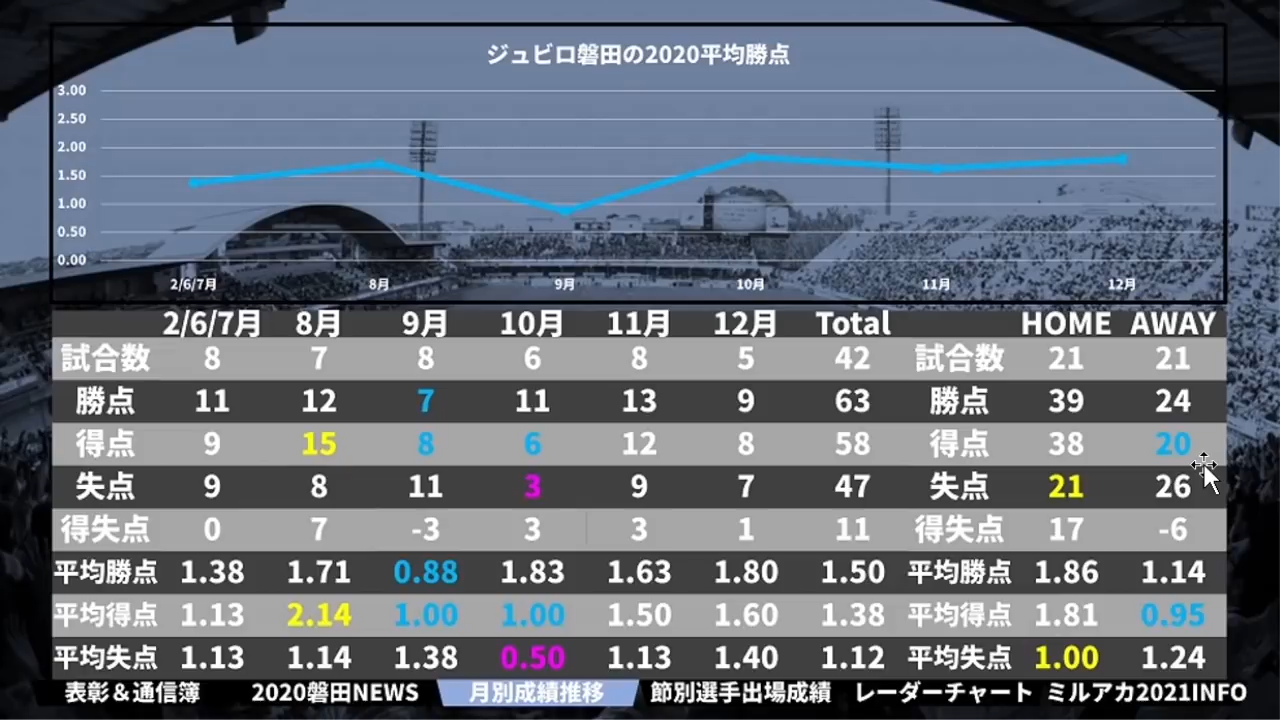 ジュビロ磐田の2020平均勝点
3.00
2.50
2.00
1.50
1.00
0.50
0.00
2/6/7月 8月 9月 10月 11月 12月
2/6/7月 8月 9月 10月 11月 12月 Total HOME AWAY
試合数 8 7 8 6 8 5 42 試合数 21 21
勝点 11 12 7 11 13 9 63 勝点 39 24
得点 9 15 8 6 12 8 58 得点 38 20
失点 9 8 11 3 9 7 47 失点 21 26
得失点 0 7 -3 3 3 1 11 得失点 17 -6
平均勝点 1.38 1.71 0.88 1.83 1.63 1.80 1.50 平均勝点 1.86 1.14
平均得点 1.13 2.14 1.00 1.00 1.50 1.60 1.38 平均得点 1.81 0.95
平均失点 1.13 1.14 1.38 0.50 1.13 1.40 1.12 平均失点 1.00 1.24
表彰＆通信簿 2020磐田NEWS 月別成績推移 節別選手出場成績 レーダーチャート ミルアカ2021INFO